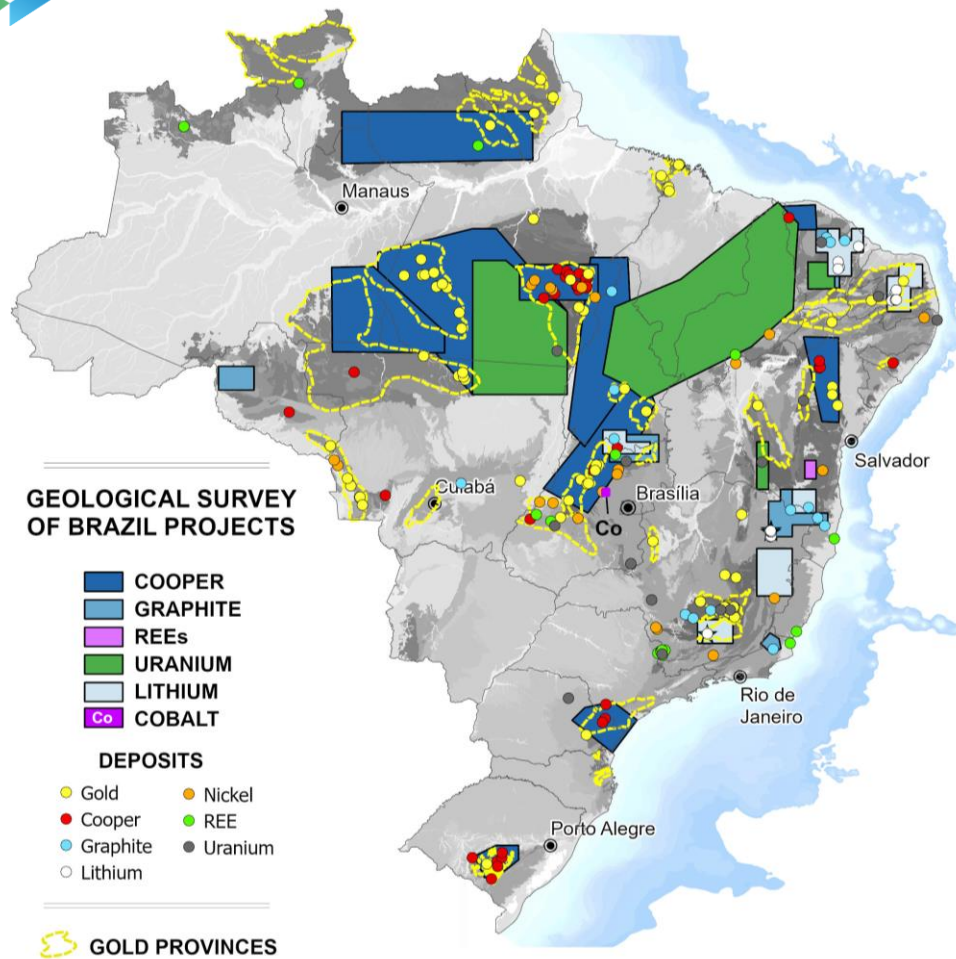 Manaus
Salvador
Cuiabá
Brasília
Co
GEOLOGICAL SURVEY
OF BRAZIL PROJECTS
COOPER
GRAPHITE
REEs
URANIUM
LITHIUM
Co COBALT
Rio de
Janeiro
DEPOSITS
Gold
Nickel
Cooper
REE
Graphite
Uranium
Lithium
Porto Alegre
GOLD PROVINCES